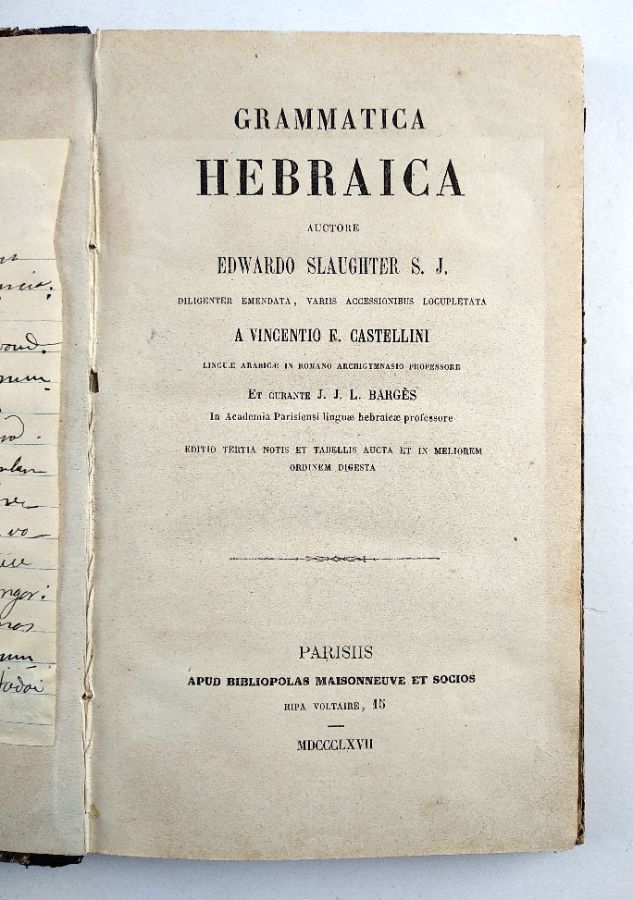 GRAMMATICA
HEBRAICA
AUCTORE
EDWARDO SLAUGHTER S. J.
DILIGENTER EMENDATA, VARIIS ACCESSIONIBUS LOCUPLETATA
A VINCENTIO F. CASTELLINI
LINGUÆ ARABICÆ IN ROMANO ARCHIGYMNASIO PROFESSORE
ET CURANTE J. J. L. BARGÈS
In Academia Parisiensi linguæ hebraicæ professore
EDITIO TERTIA NOTIS ET TABELLIS AUCTA ET IN MELIOREM
ORDINEM DIGESTA
PARISIIS
APUD BIBLIOPOLAS MAISONNEUVE ET SOCIOS
RIPA VOLTAIRE, 15
MDCCCLXVII